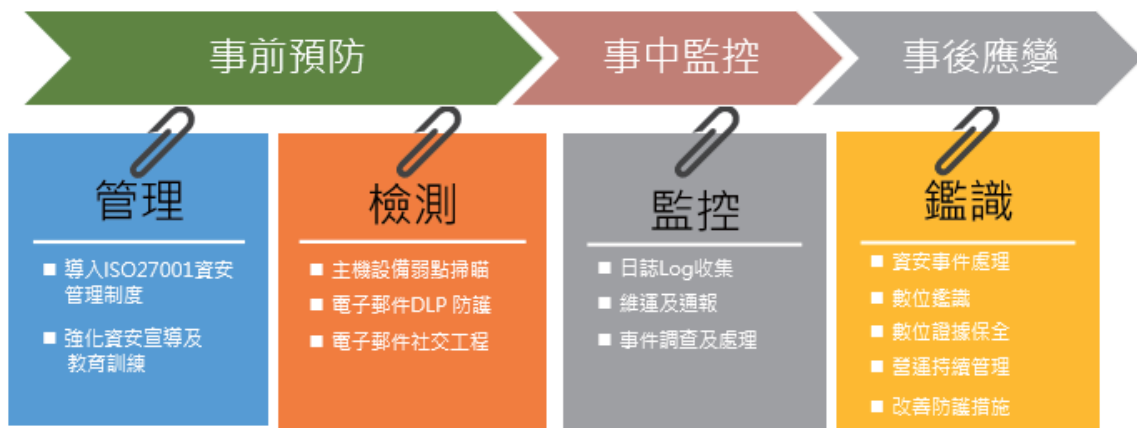 事前預防
事中監控
事後應變
管理
■ 導入ISO27001資安
管理制度
■ 強化資安宣導及
教育訓練
檢測
■ 主機設備弱點掃瞄
■ 電子郵件DLP 防護
■ 電子郵件社交工程
監控
■ 日誌Log收集
■ 維運及通報
■ 事件調查及處理
鑑識
■ 資安事件處理
■ 數位鑑識
■ 數位證據保全
■ 營運持續管理
■ 改善防護措施